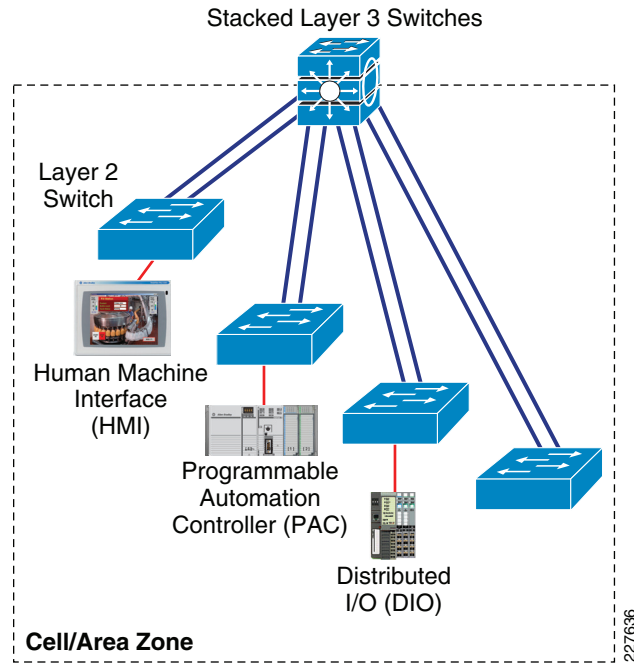 Stacked Layer 3 Switches
Layer 2
Switch
Human Machine
Interface
(HMI)
Programmable
Automation
Controller (PAC)
Distributed
I/O (DIO)
Cell/Area Zone
227636